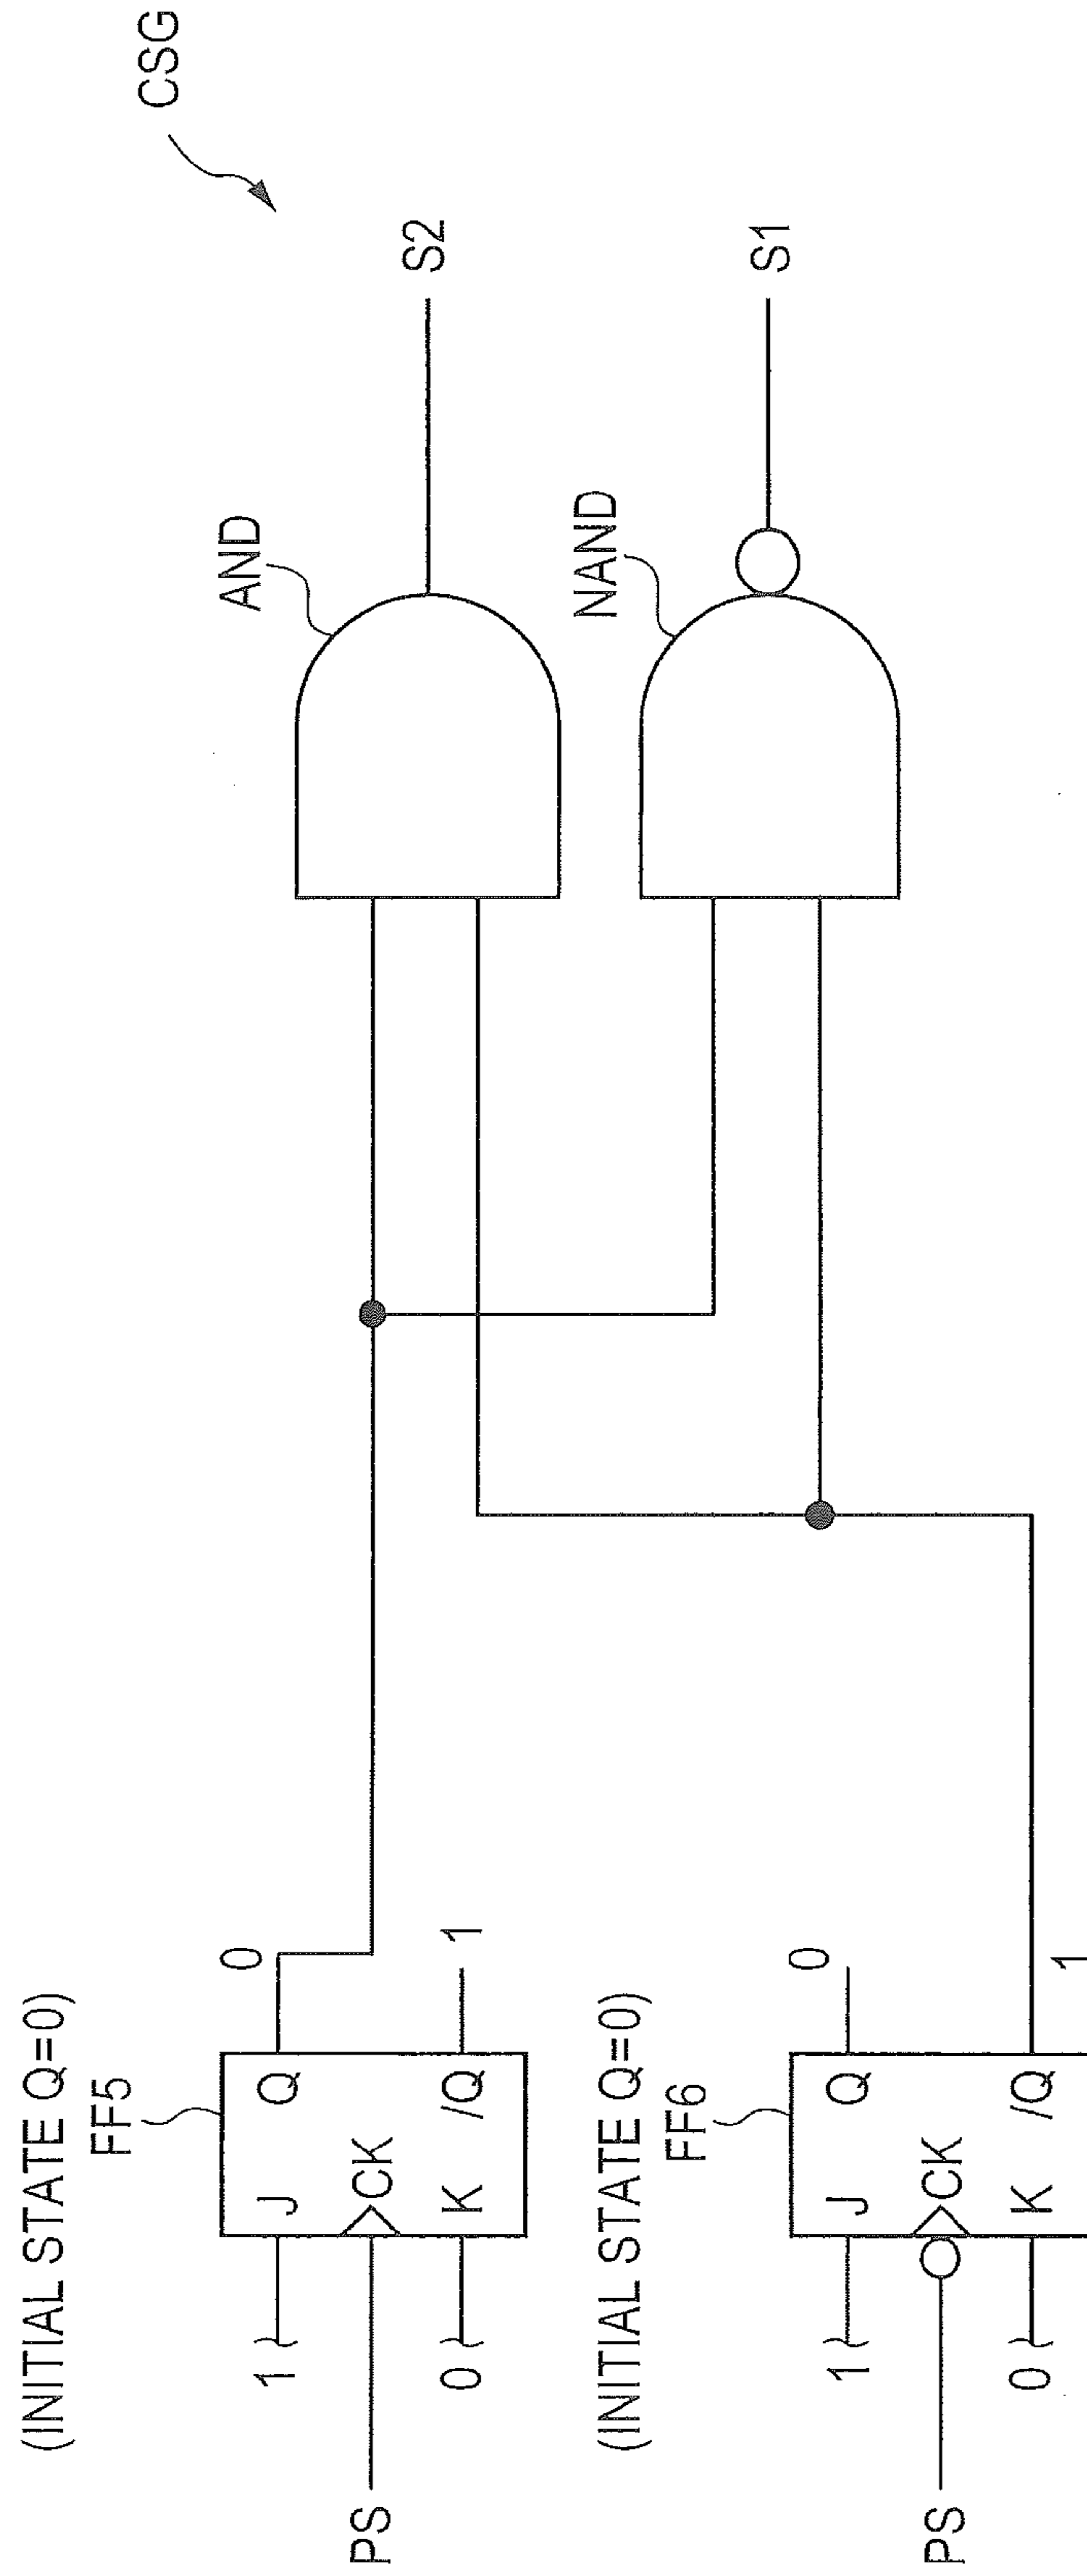 CSG
(INITIAL STATE Q=0)
FF5
1
J
Q
0
PS
CK
0
K
/Q
1
AND
S2
(INITIAL STATE Q=0)
FF6
1
J
Q
0
PS
CK
0
K
/Q
1
NAND
S1